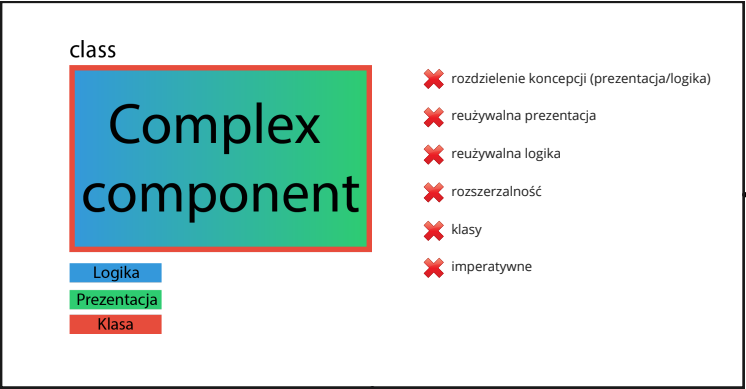 class
Complex
component
Logika
Prezentacja
Klasa
rozdzielenie koncepcji (prezentacja/logika)
reużywalna prezentacja
reużywalna logika
rozszerzalność
klasy
imperatywne